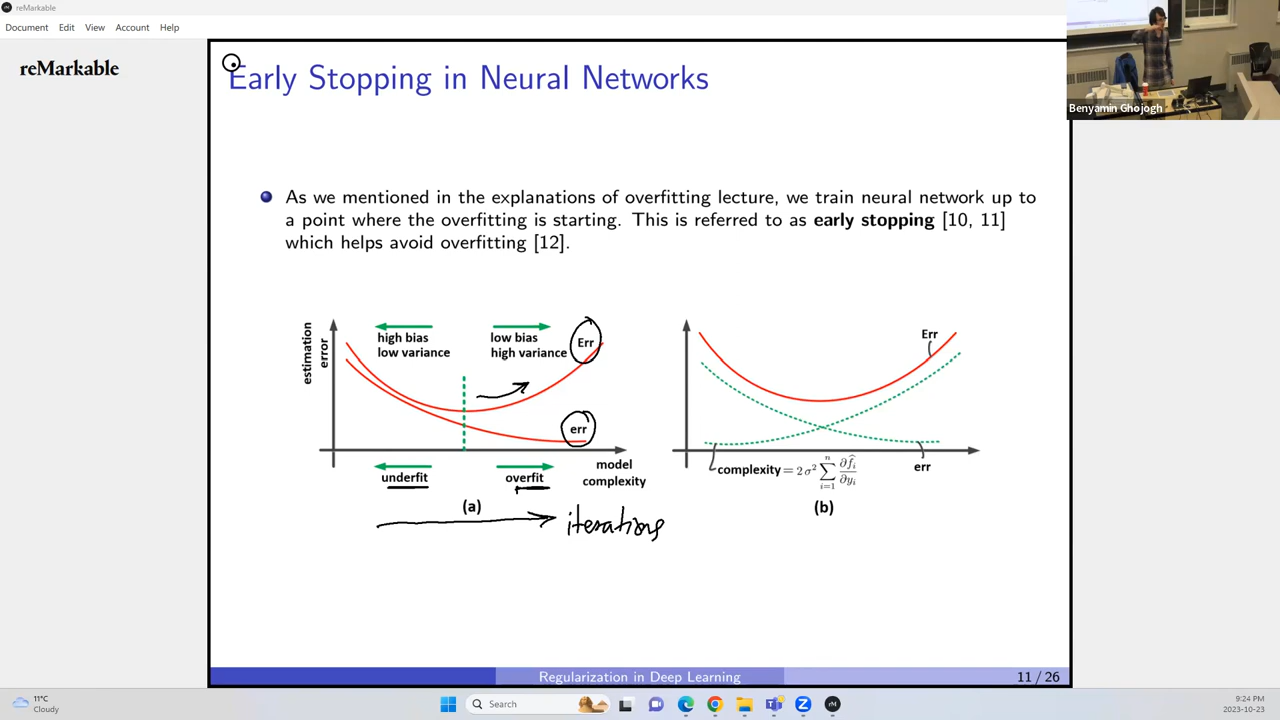 reMarkable
Document Edit View Account Help
reMarkable
Benyamin Ghojogh
Early Stopping in Neural Networks
As we mentioned in the explanations of overfitting lecture, we train neural network up to
a point where the overfitting is starting. This is referred to as early stopping [10, 11]
which helps avoid overfitting [12].
estimation
error
high bias
low variance
low bias
high variance
Err
err
underfit
overfit
model
complexity
(a)
iterations
Err
complexity = 2 σ² ∑ᵢ₌₁ⁿ ∂f̂ᵢ/∂yᵢ
err
(b)
Regularization in Deep Learning
11 / 26
11°C
Cloudy
Search
9:24 PM
2023-10-23